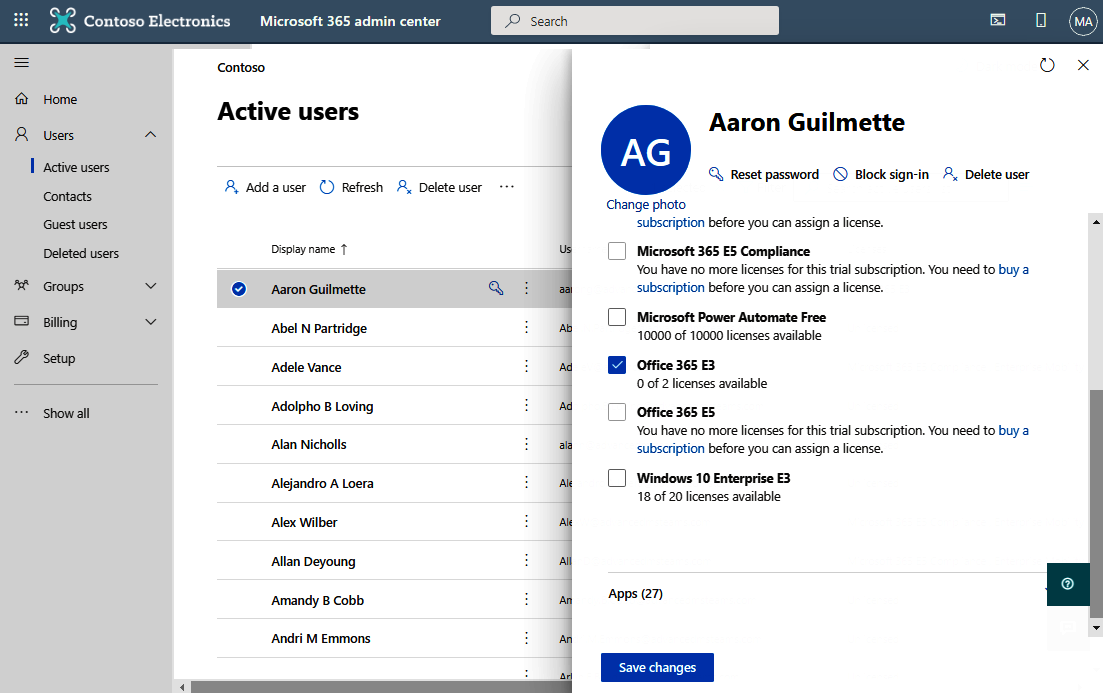 Contoso Electronics
Microsoft 365 admin center
Search
MA
Home
Users
Active users
Contacts
Guest users
Deleted users
Groups
Billing
Setup
Show all
Contoso
Active users
Add a user
Refresh
Delete user
Display name ↑
Us
Aaron Guilmette
aar
Abel N Partridge
Ab
Adele Vance
Ad
Adolpho B Loving
Ad
Alan Nicholls
ala
Alejandro A Loera
Ale
Alex Wilber
Ale
Allan Deyoung
All
Amandy B Cobb
Am
Andri M Emmons
An
AG
Change photo
Aaron Guilmette
Reset password
Block sign-in
Delete user
subscription before you can assign a license.
Microsoft 365 E5 Compliance
You have no more licenses for this trial subscription. You need to buy a
subscription before you can assign a license.
Microsoft Power Automate Free
10000 of 10000 licenses available
Office 365 E3
0 of 2 licenses available
Office 365 E5
You have no more licenses for this trial subscription. You need to buy a
subscription before you can assign a license.
Windows 10 Enterprise E3
18 of 20 licenses available
Apps (27)
Save changes